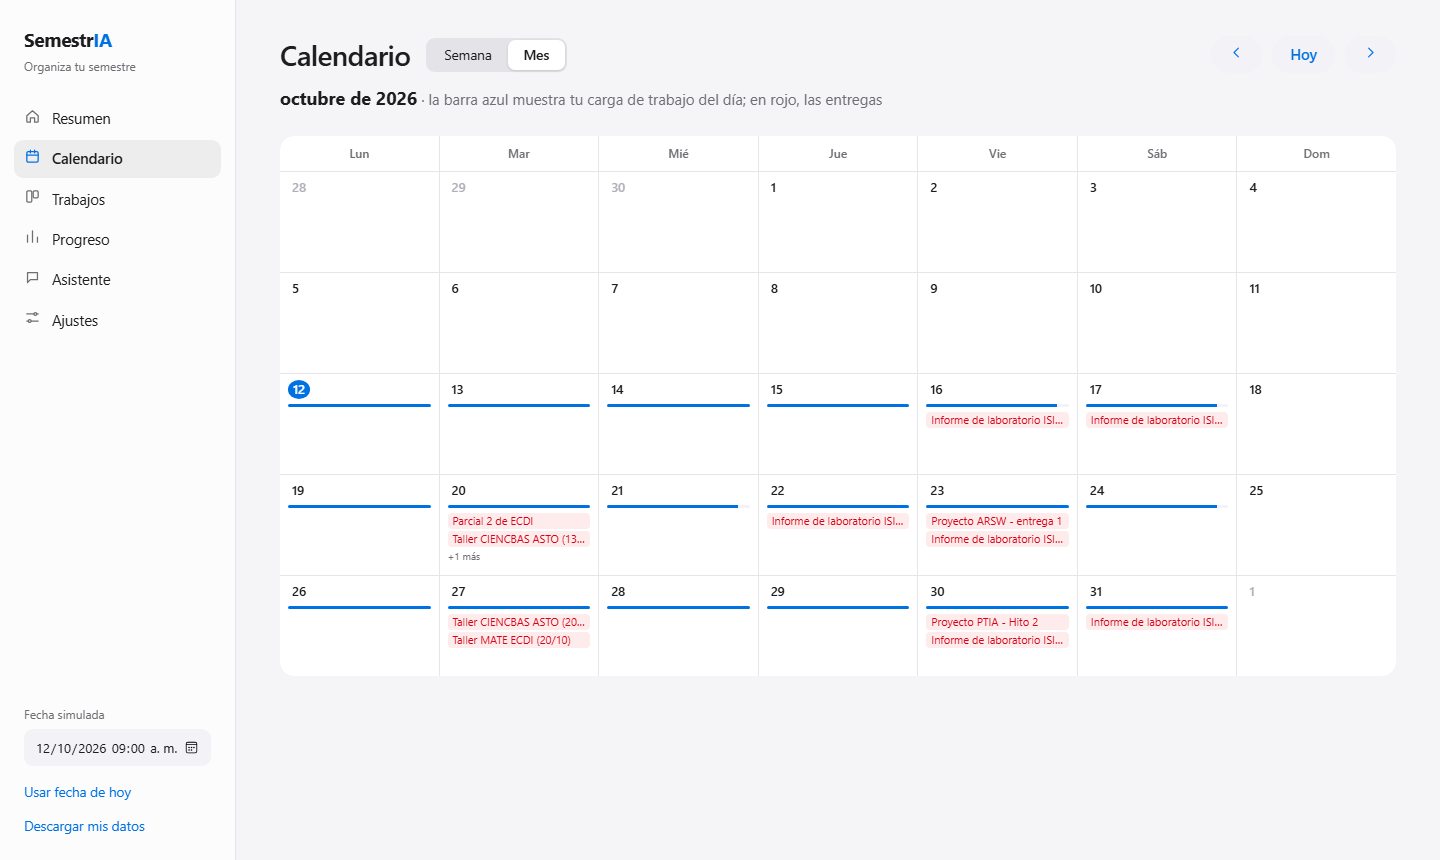 SemestrIA
Organiza tu semestre
Resumen
Calendario
Trabajos
Progreso
Asistente
Ajustes
Fecha simulada
12/10/2026 09:00 a. m.
Usar fecha de hoy
Descargar mis datos
Calendario
Semana
Mes
Hoy
octubre de 2026 · la barra azul muestra tu carga de trabajo del día; en rojo, las entregas
Lun Mar Mié Jue Vie Sáb Dom
28 29 30 1 2 3 4
5 6 7 8 9 10 11
12 13 14 15 16 17 18
Informe de laboratorio ISI... Informe de laboratorio ISI...
19 20 21 22 23 24 25
Parcial 2 de ECDI Informe de laboratorio ISI... Proyecto ARSW - entrega 1
Taller CIENCBAS ASTO (13... Informe de laboratorio ISI...
+1 más
26 27 28 29 30 31 1
Taller CIENCBAS ASTO (20... Proyecto PTIA - Hito 2 Informe de laboratorio ISI...
Taller MATE ECDI (20/10) Informe de laboratorio ISI...